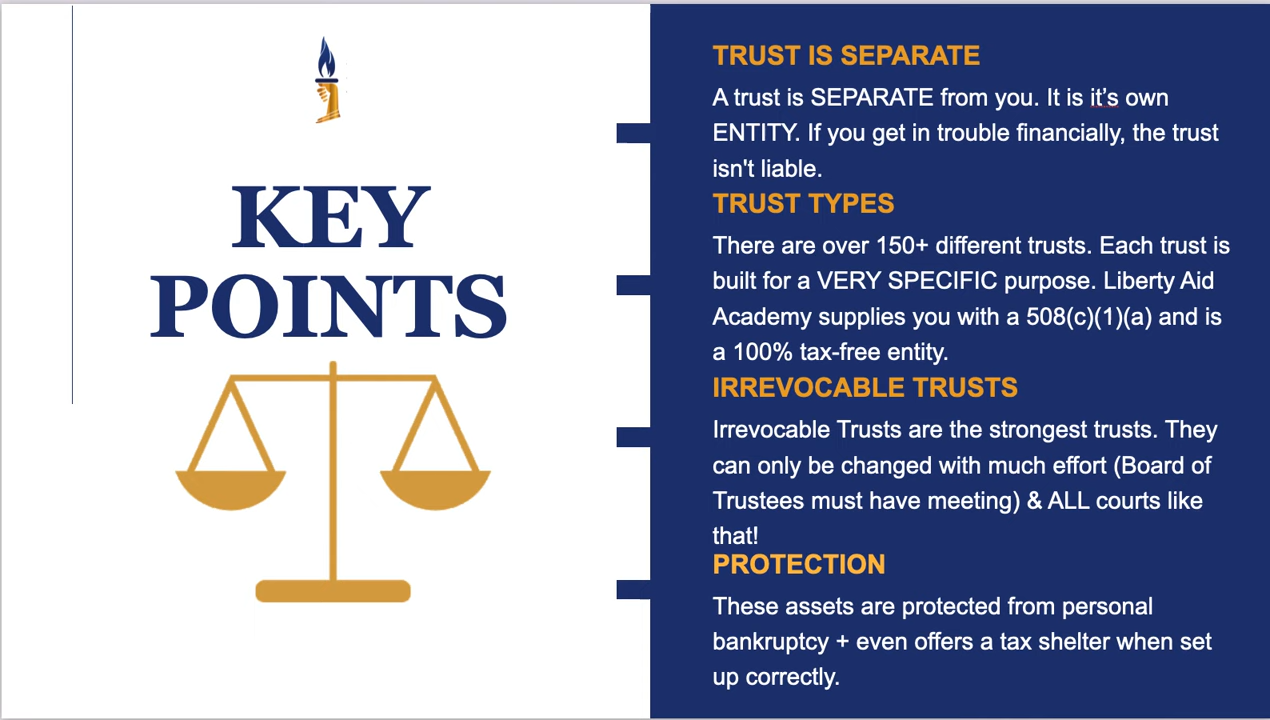 KEY
POINTS
TRUST IS SEPARATE
A trust is SEPARATE from you. It is it's own
ENTITY. If you get in trouble financially, the trust
isn't liable.
TRUST TYPES
There are over 150+ different trusts. Each trust is
built for a VERY SPECIFIC purpose. Liberty Aid
Academy supplies you with a 508(c)(1)(a) and is
a 100% tax-free entity.
IRREVOCABLE TRUSTS
Irrevocable Trusts are the strongest trusts. They
can only be changed with much effort (Board of
Trustees must have meeting) & ALL courts like
that!
PROTECTION
These assets are protected from personal
bankruptcy + even offers a tax shelter when set
up correctly.